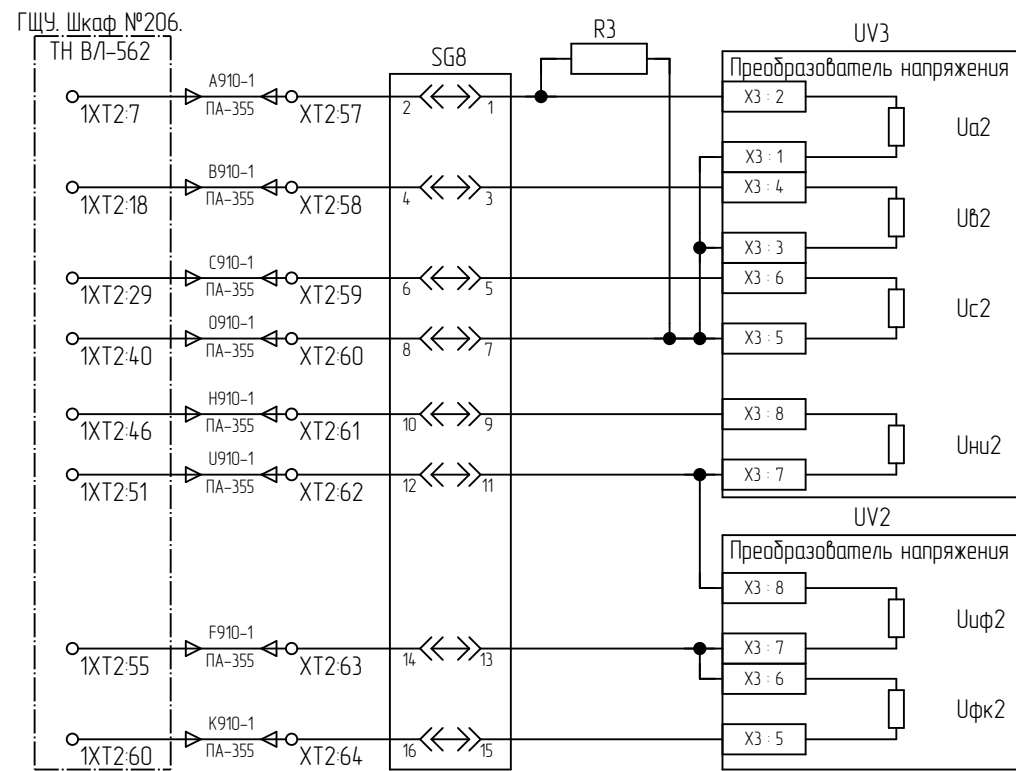 ГЩУ. Шкаф №206.
ТН ВЛ-562
SG8
R3
UV3
Преобразователь напряжения
1XT2:7
A910-1
ПА-355
XT2:57
2
1
X3 : 2
Ua2
X3 : 1
1XT2:18
B910-1
ПА-355
XT2:58
4
3
X3 : 4
Uв2
X3 : 3
1XT2:29
C910-1
ПА-355
XT2:59
6
5
X3 : 6
Uc2
1XT2:40
O910-1
ПА-355
XT2:60
8
7
X3 : 5
1XT2:46
H910-1
ПА-355
XT2:61
10
9
X3 : 8
Uни2
1XT2:51
U910-1
ПА-355
XT2:62
12
11
X3 : 7
UV2
Преобразователь напряжения
X3 : 8
Uиф2
1XT2:55
F910-1
ПА-355
XT2:63
14
13
X3 : 7
X3 : 6
Uфк2
1XT2:60
K910-1
ПА-355
XT2:64
16
15
X3 : 5